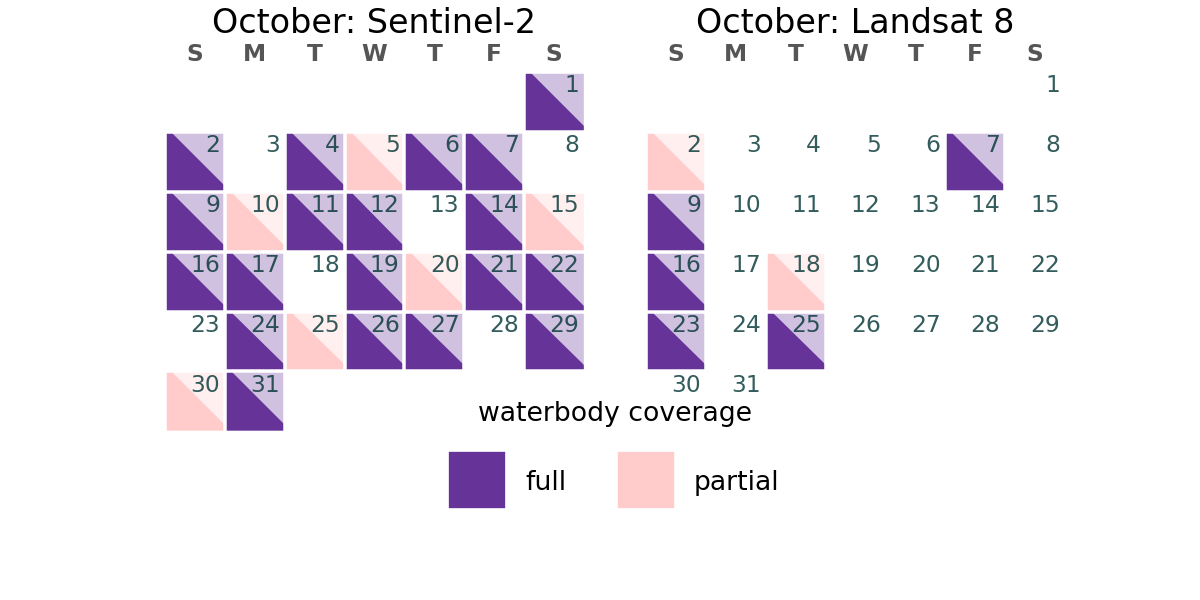 October: Sentinel-2
S M T W T F S
1
2 3 4 5 6 7 8
9 10 11 12 13 14 15
16 17 18 19 20 21 22
23 24 25 26 27 28 29
30 31
October: Landsat 8
S M T W T F S
1
2 3 4 5 6 7 8
9 10 11 12 13 14 15
16 17 18 19 20 21 22
23 24 25 26 27 28 29
30 31
waterbody coverage
full partial